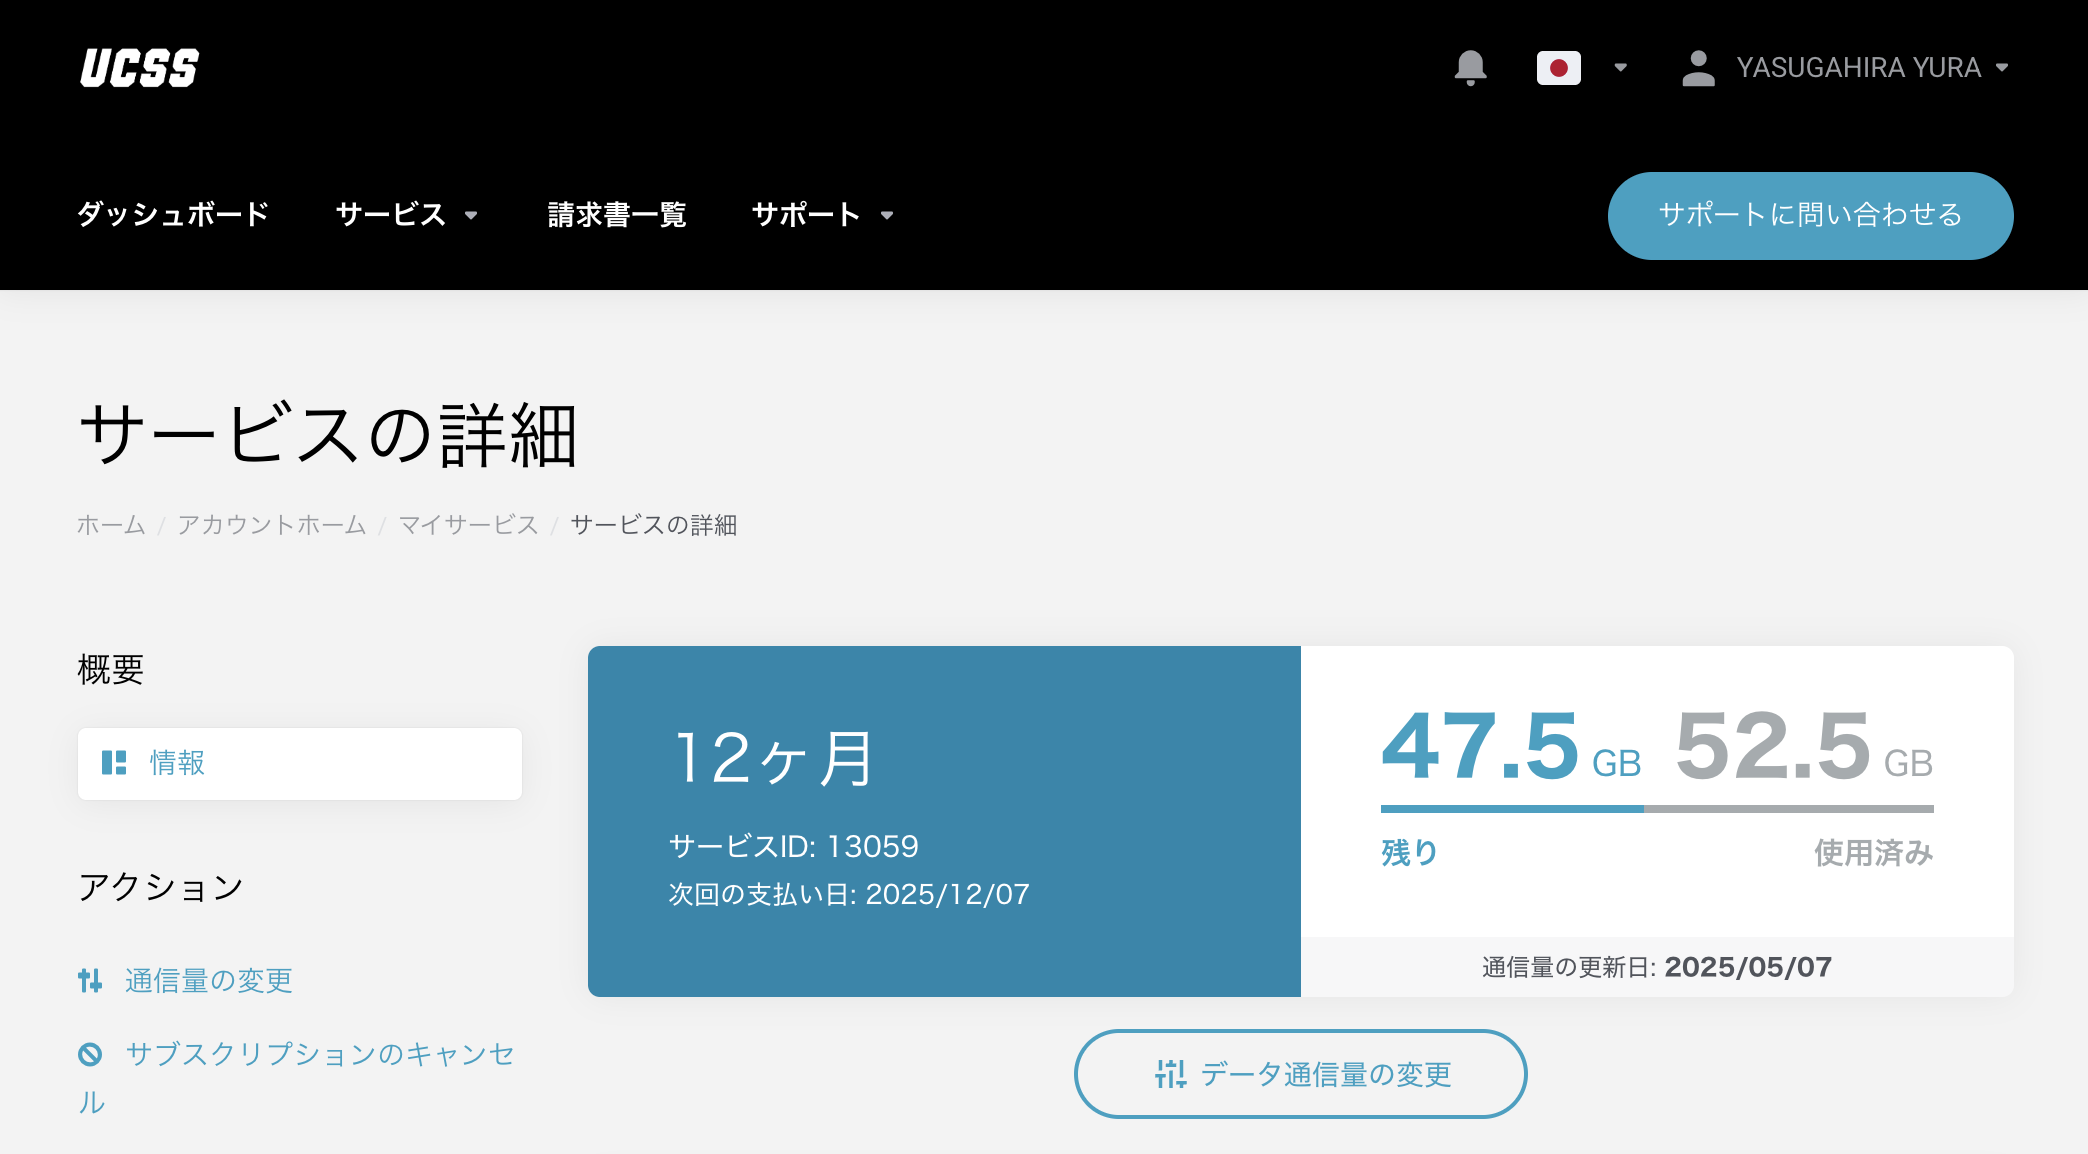 UCSS
YASUGAHIRA YURA
ダッシュボード サービス 請求書一覧 サポート サポートに問い合わせる
サービスの詳細
ホーム / アカウントホーム / マイサービス / サービスの詳細
概要
情報
アクション
通信量の変更
サブスクリプションのキャンセ
ル
12ヶ月
サービスID: 13059
次回の支払い日: 2025/12/07
47.5 GB 52.5 GB
残り 使用済み
通信量の更新日: 2025/05/07
データ通信量の変更